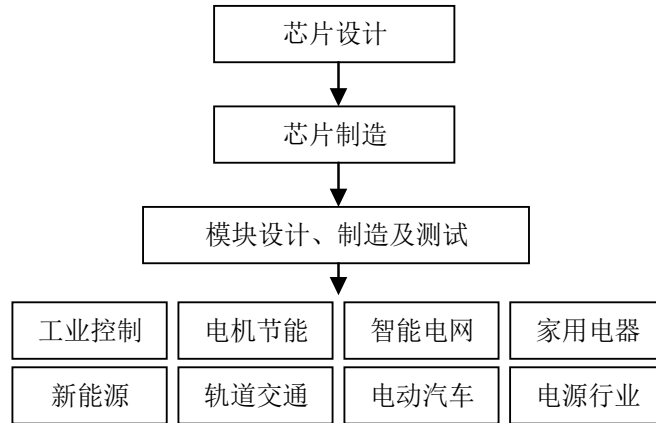 芯片设计
芯片制造
模块设计、制造及测试
工业控制 电机节能 智能电网 家用电器
新能源 轨道交通 电动汽车 电源行业